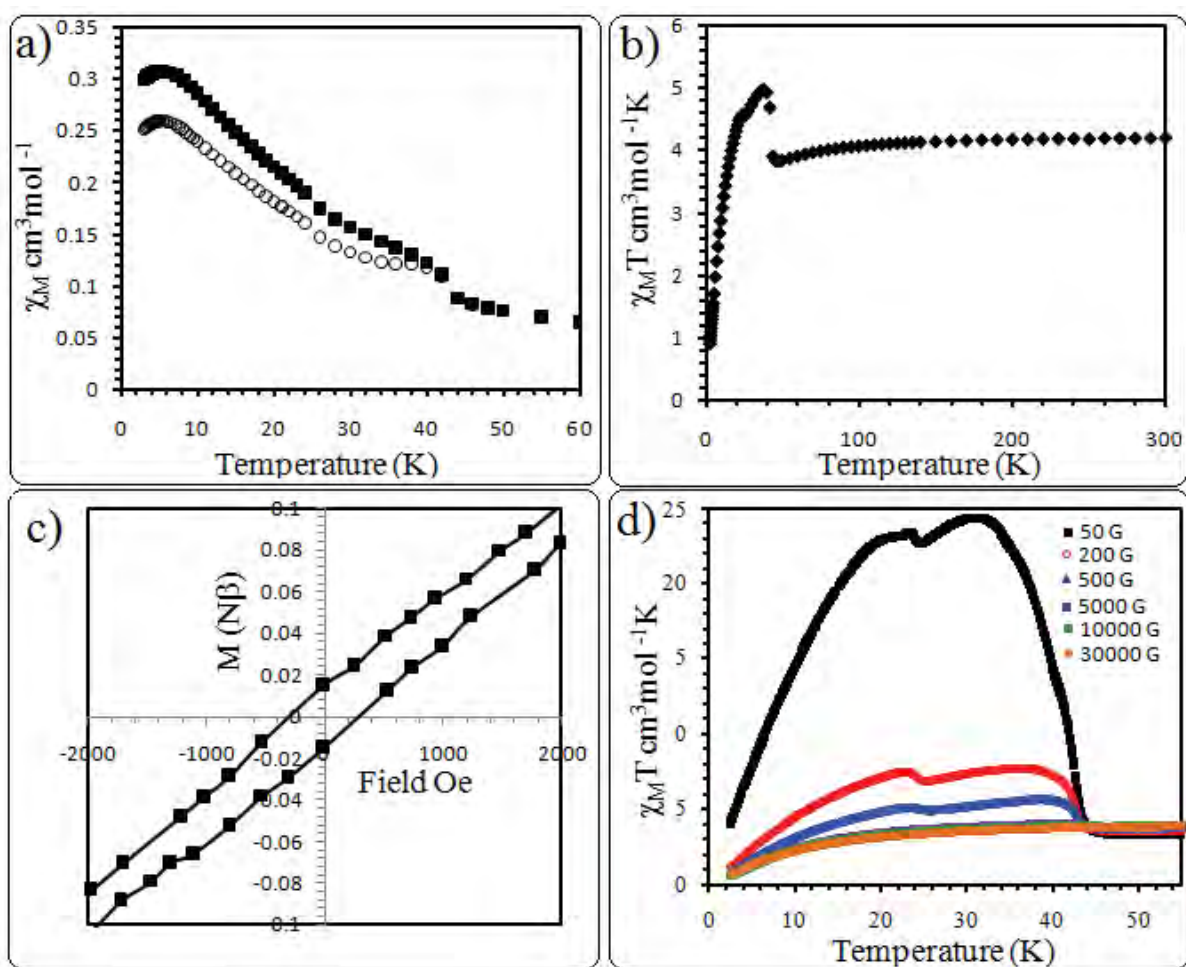 a)
0.35
0.3
0.25
0.2
0.15
0.1
0.05
0
χM cm3mol-1
0 10 20 30 40 50 60
Temperature (K)
b)
6
5
4
3
2
1
0
χMT cm3mol-1K
0 100 200 300
Temperature (K)
c)
0.1
0.08
0.06
0.04
0.02
0
-0.02
-0.04
-0.06
-0.08
-0.1
M (Nβ)
-2000 -1000 1000 2000
Field Oe
d)
25
20
5
0
5
0
χMT cm3mol-1K
50 G
200 G
500 G
5000 G
10000 G
30000 G
0 10 20 30 40 50
Temperature (K)